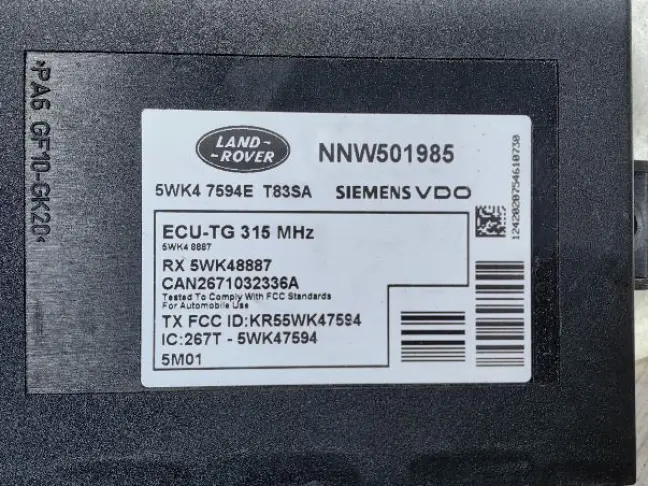 *PA6 GF10-GK20*
LAND-
-ROVER
NNW501985
5WK4 7594E T83SA SIEMENS VDO
1242020754610730
ECU-TG 315 MHz
5WK4 8887
RX 5WK48887
CAN2671032336A
Tested To Comply With FCC Standards
For Automobile Use
TX FCC ID:KR55WK47594
IC:267T - 5WK47594
5M01